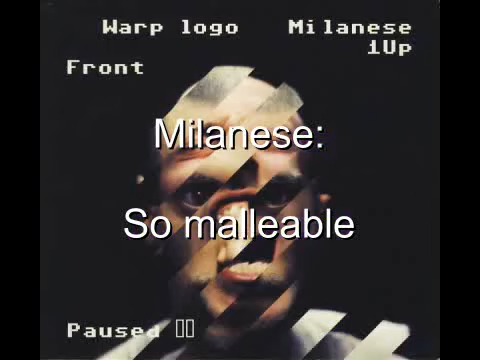 Warp logo
Milanese
1Up
Front
Milanese:
So malleable
Paused